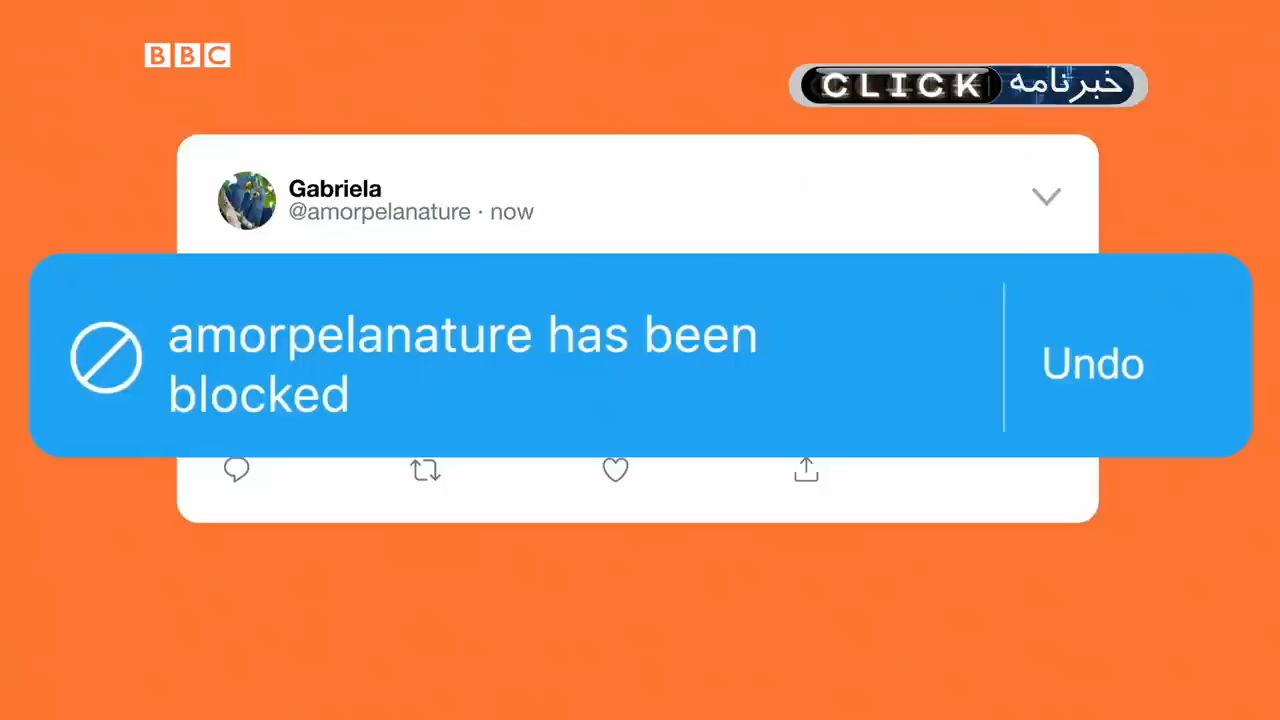 BBC
CLICK خبرنامه
Gabriela
@amorpelanature · now
amorpelanature has been
blocked
Undo